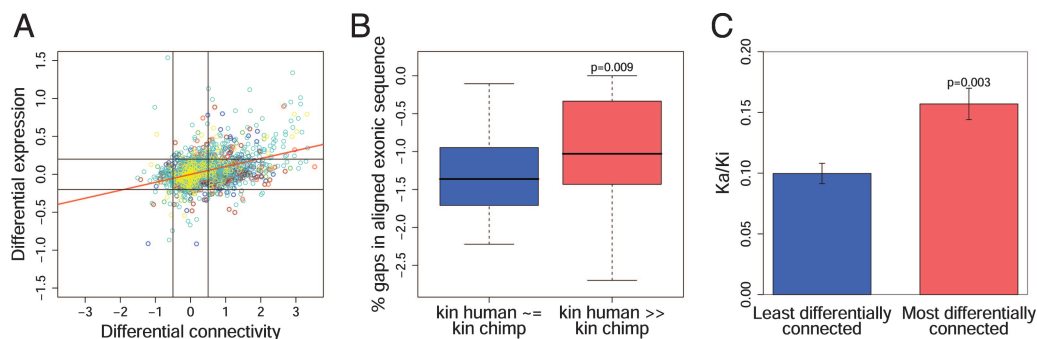 A
Differential expression
1.5
1.0
0.5
0.0
−0.5
−1.0
−1.5
−3 −2 −1 0 1 2 3
Differential connectivity
B
% gaps in aligned exonic sequence
0.0
−0.5
−1.0
−1.5
−2.0
−2.5
p=0.009
kin human ~=
kin chimp
kin human >>
kin chimp
C
Ka/Ki
0.20
0.15
0.10
0.05
0.00
p=0.003
Least differentially
connected
Most differentially
connected